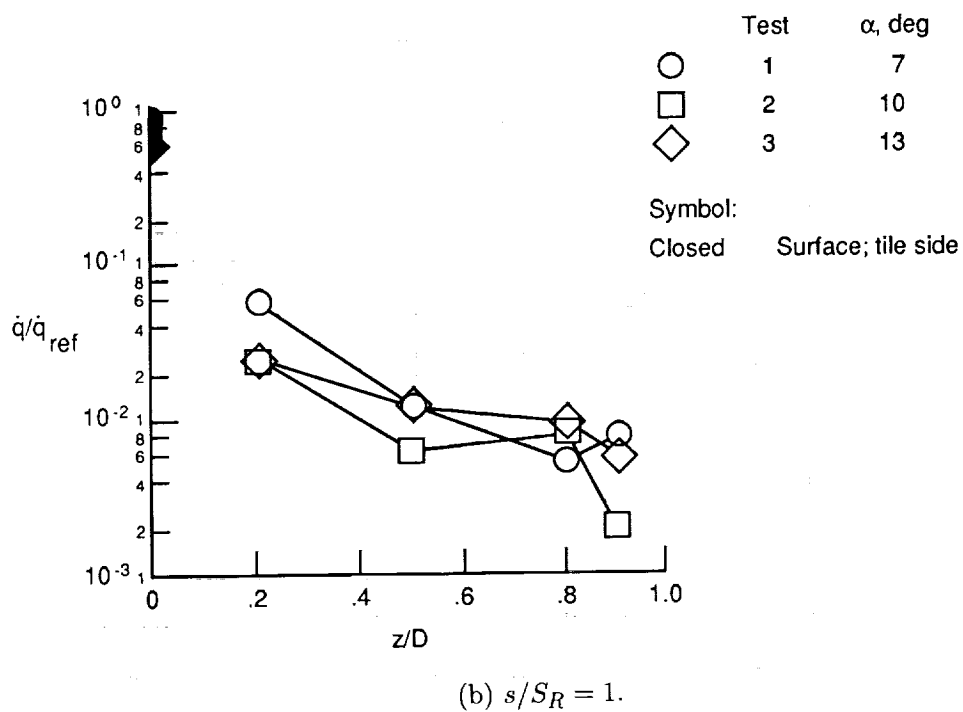 Test α, deg
1 7
2 10
3 13
Symbol:
Closed Surface; tile side
q̇/q̇ref
10⁰ 1
8
6
4
2
10⁻¹ 1
8
6
4
2
10⁻² 1
8
6
4
2
10⁻³ 1
0 .2 .4 .6 .8 1.0
z/D
(b) s/S_R = 1.